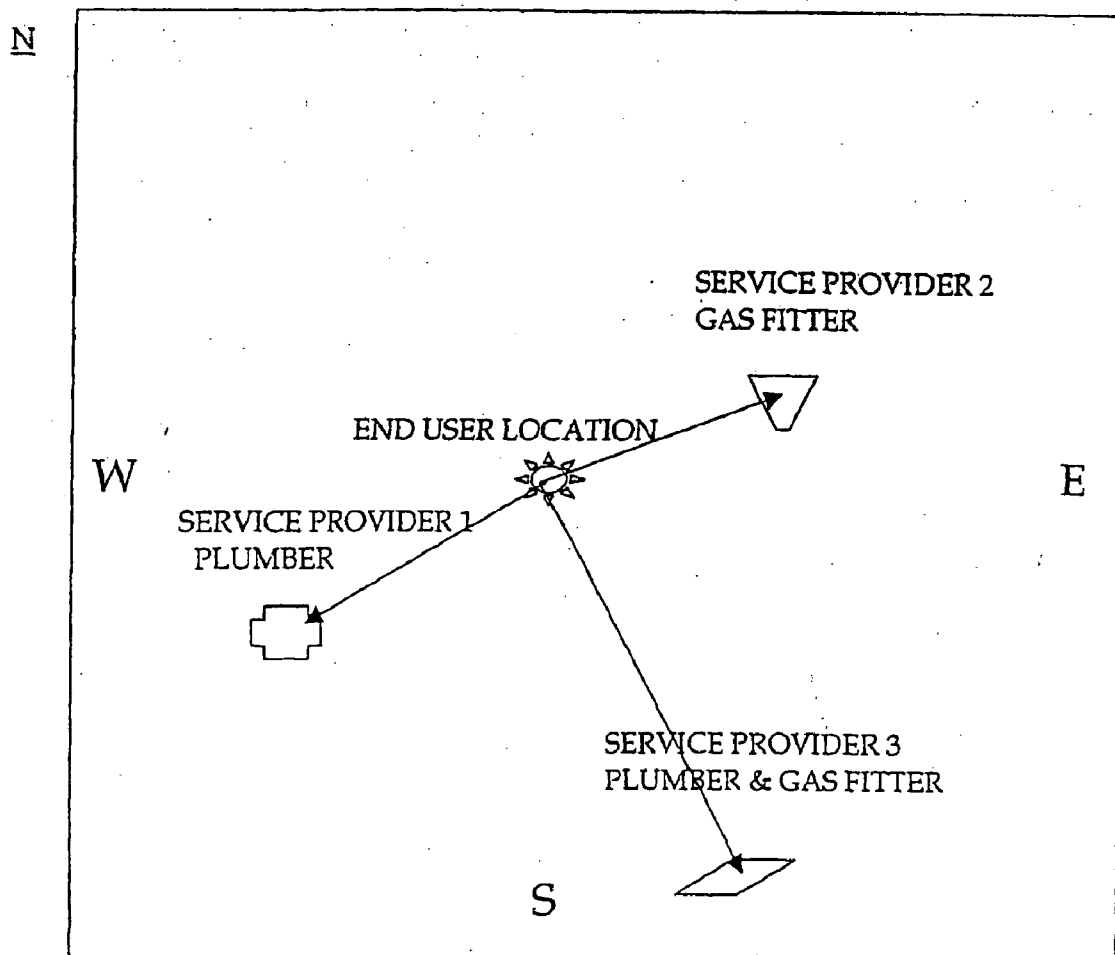 N
SERVICE PROVIDER 2
GAS FITTER
END USER LOCATION
W
E
SERVICE PROVIDER 1
PLUMBER
SERVICE PROVIDER 3
PLUMBER & GAS FITTER
S